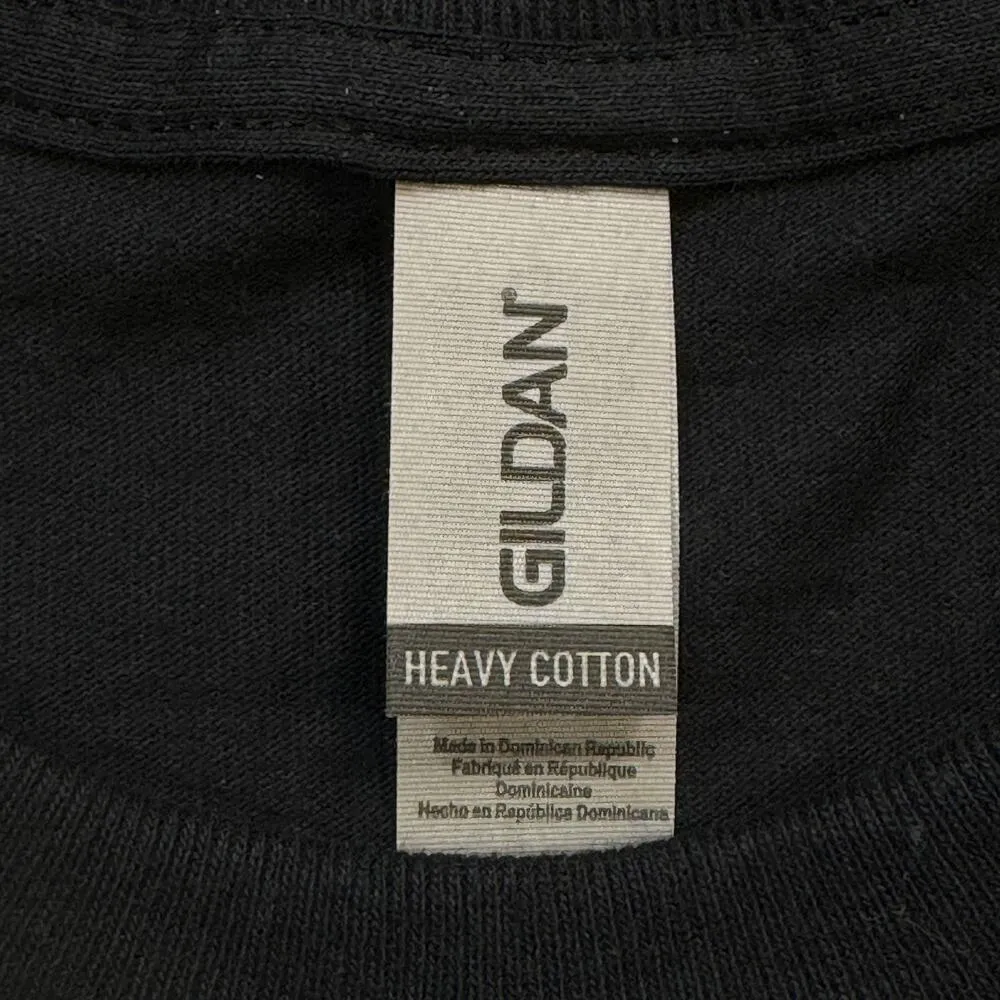 GILDAN®
HEAVY COTTON
Made in Dominican Republic
Fabriqué en République
Dominicaine
Hecho en República Dominicana